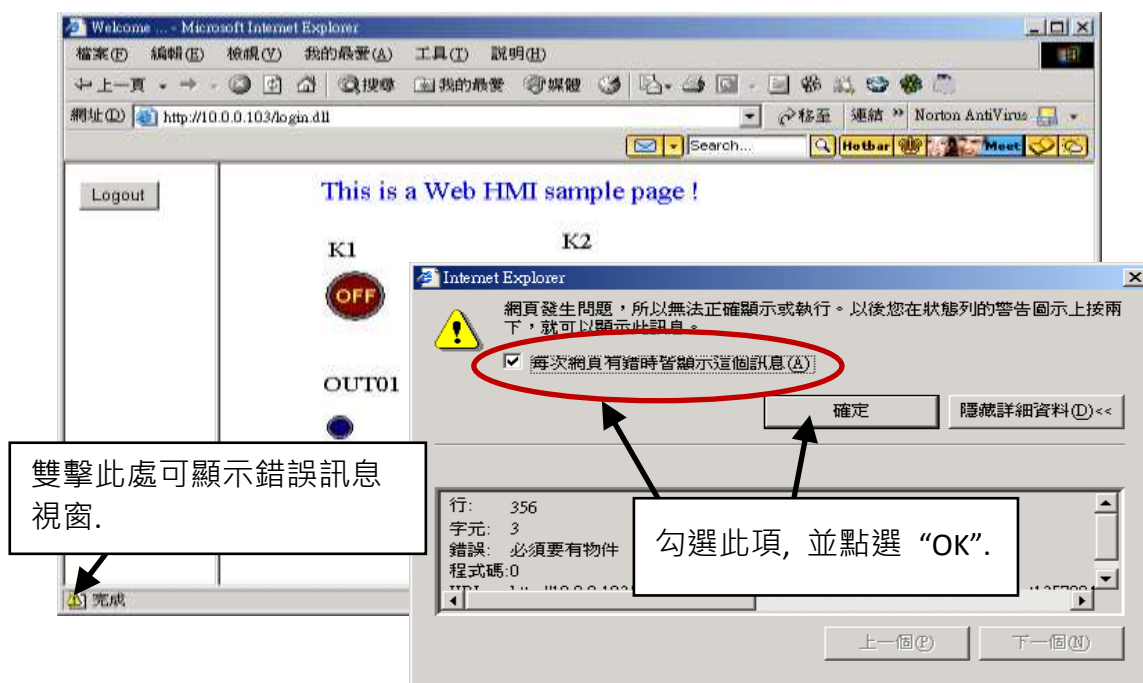 Welcome ... - Microsoft Internet Explorer
檔案(F) 編輯(E) 檢視(V) 我的最愛(A) 工具(T) 說明(H)
上一頁 搜尋 我的最愛 媒體
網址(D) http://10.0.0.103/login.dll 移至 連結 » Norton AntiVirus
Search... Hotbar Meet
Logout
This is a Web HMI sample page !
K1 K2
OFF
OUT01
Internet Explorer
網頁發生問題，所以無法正確顯示或執行。以後您在狀態列的警告圖示上按兩
下，就可以顯示此訊息。
每次網頁有錯時皆顯示這個訊息(A)
確定 隱藏詳細資料(D)<<
雙擊此處可顯示錯誤訊息
視窗.
行: 356
字元: 3
錯誤: 必須要有物件
程式碼:0
勾選此項, 並點選 “OK”.
完成
上一個(P) 下一個(N)